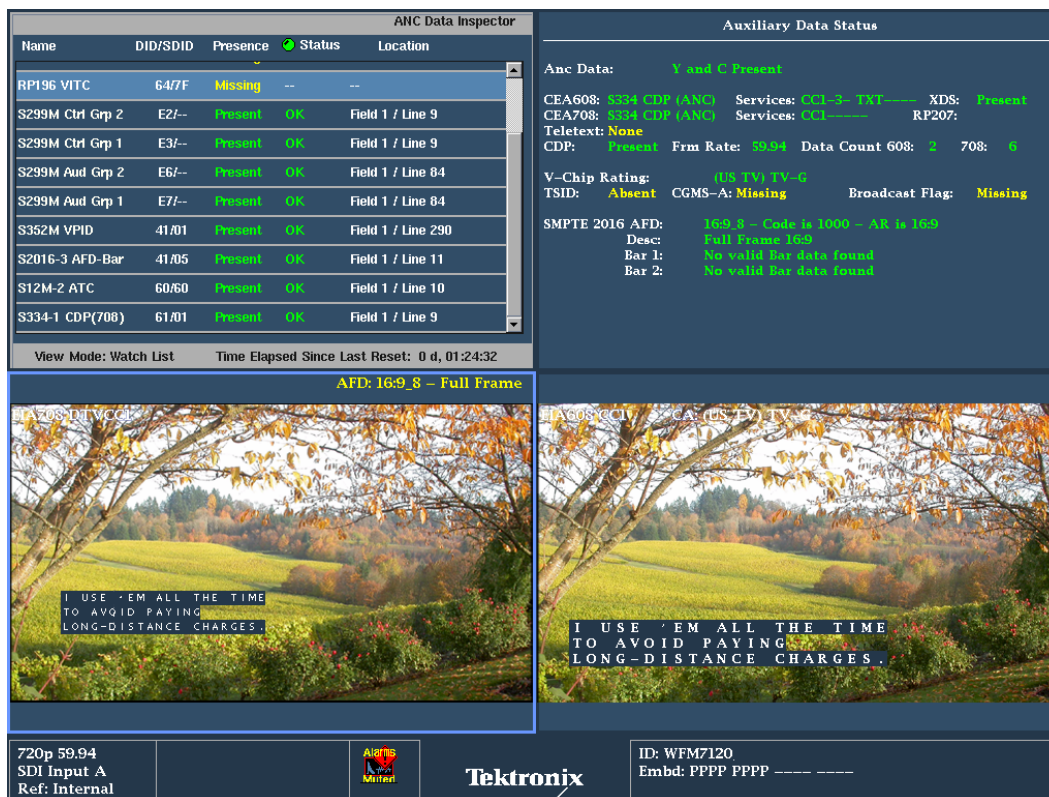 ANC Data Inspector
Name DID/SDID Presence Status Location
RP196 VITC 64/7F Missing -- --
S299M Ctrl Grp 2 E2/-- Present OK Field 1 / Line 9
S299M Ctrl Grp 1 E3/-- Present OK Field 1 / Line 9
S299M Aud Grp 2 E6/-- Present OK Field 1 / Line 84
S299M Aud Grp 1 E7/-- Present OK Field 1 / Line 84
S352M VPID 41/01 Present OK Field 1 / Line 290
S2016-3 AFD-Bar 41/05 Present OK Field 1 / Line 11
S12M-2 ATC 60/60 Present OK Field 1 / Line 10
S334-1 CDP(708) 61/01 Present OK Field 1 / Line 9
View Mode: Watch List Time Elapsed Since Last Reset: 0 d, 01:24:32
Auxiliary Data Status
Anc Data: Y and C Present
CEA608: S334 CDP (ANC) Services: CC1-3- TXT---- XDS: Present
CEA708: S334 CDP (ANC) Services: CC1----- RP207:
Teletext: None
CDP: Present Frm Rate: 59.94 Data Count 608: 2 708: 6
V-Chip Rating: (US TV) TV-G
TSID: Absent CGMS-A: Missing Broadcast Flag: Missing
SMPTE 2016 AFD: 16:9_8 - Code is 1000 - AR is 16:9
Desc: Full Frame 16:9
Bar 1: No valid Bar data found
Bar 2: No valid Bar data found
AFD: 16:9_8 - Full Frame
EIA708 DTVCC1
I USE 'EM ALL THE TIME
TO AVOID PAYING
LONG-DISTANCE CHARGES.
EIA608 CC1 CA: (US TV) TV-G
I USE 'EM ALL THE TIME
TO AVOID PAYING
LONG-DISTANCE CHARGES.
720p 59.94
SDI Input A
Ref: Internal
Alarms
Muted
Tektronix
ID: WFM7120
Embd: PPPP PPPP ---- ----